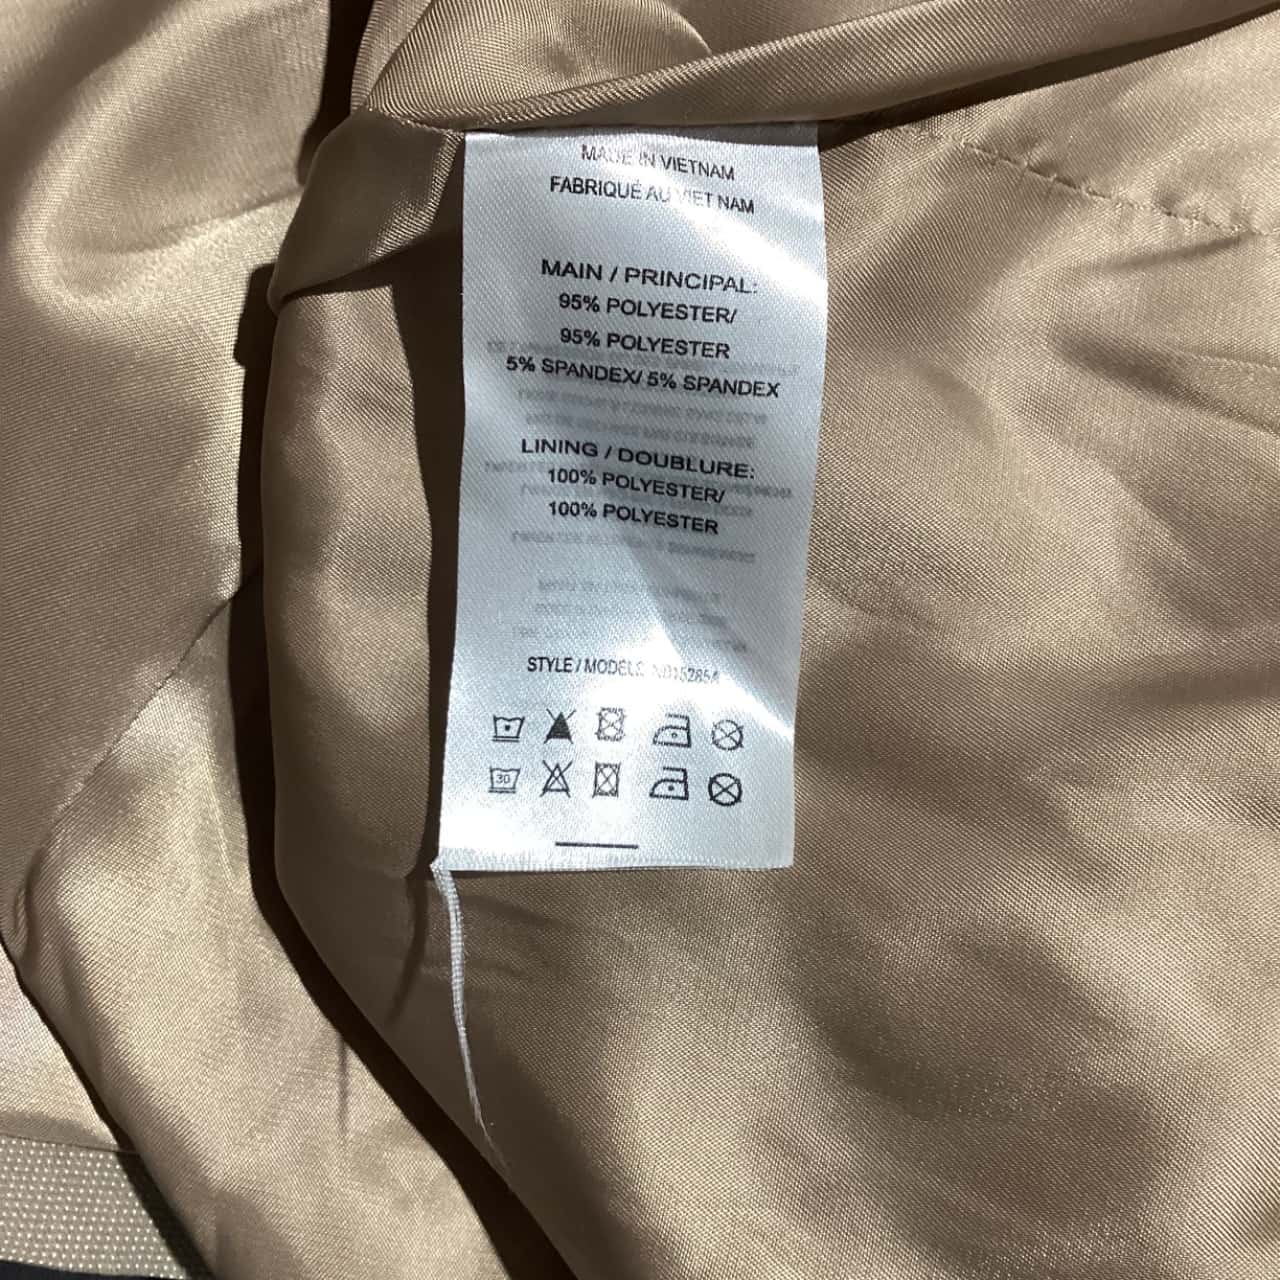 MADE IN VIETNAM
FABRIQUÉ AU VIET NAM
MAIN / PRINCIPAL:
95% POLYESTER/
95% POLYESTER
5% SPANDEX/ 5% SPANDEX
LINING / DOUBLURE:
100% POLYESTER/
100% POLYESTER
STYLE / MODELE:
30